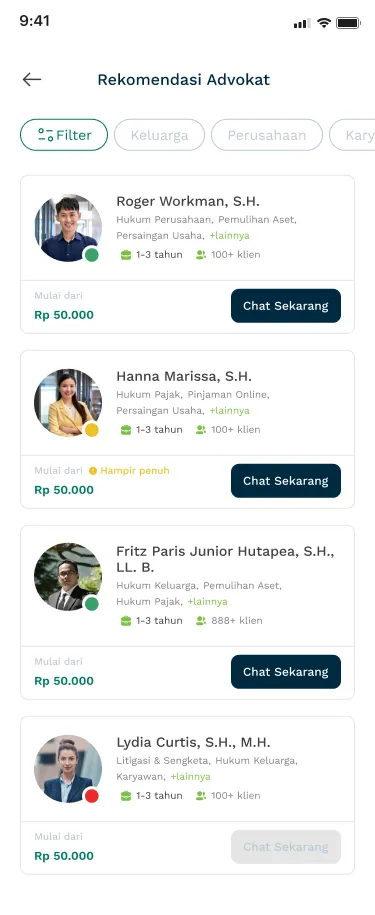 9:41
Rekomendasi Advokat
Filter
Keluarga
Perusahaan
Kary
Roger Workman, S.H.
Hukum Perusahaan, Pemulihan Aset,
Persaingan Usaha, +lainnya
1-3 tahun 100+ klien
Mulai dari
Rp 50.000
Chat Sekarang
Hanna Marissa, S.H.
Hukum Pajak, Pinjaman Online,
Persaingan Usaha, +lainnya
1-3 tahun 100+ klien
Mulai dari Hampir penuh
Rp 50.000
Chat Sekarang
Fritz Paris Junior Hutapea, S.H.,
LL. B.
Hukum Keluarga, Pemulihan Aset,
Hukum Pajak, +lainnya
1-3 tahun 888+ klien
Mulai dari
Rp 50.000
Chat Sekarang
Lydia Curtis, S.H., M.H.
Litigasi & Sengketa, Hukum Keluarga,
Karyawan, +lainnya
1-3 tahun 100+ klien
Mulai dari
Rp 50.000
Chat Sekarang